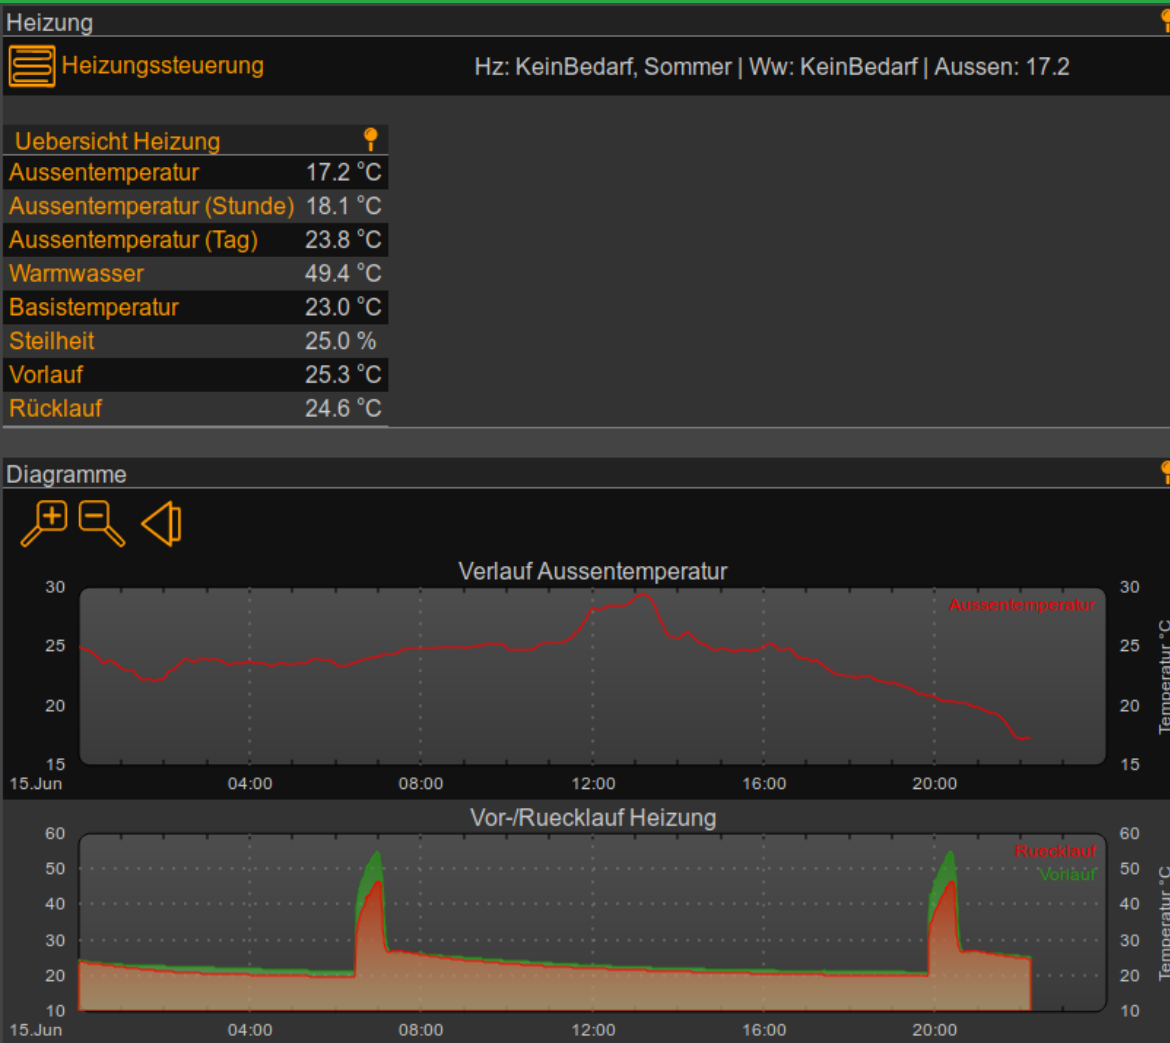 Heizung
Heizungssteuerung Hz: KeinBedarf, Sommer | Ww: KeinBedarf | Aussen: 17.2
Uebersicht Heizung
Aussentemperatur 17.2 °C
Aussentemperatur (Stunde) 18.1 °C
Aussentemperatur (Tag) 23.8 °C
Warmwasser 49.4 °C
Basistemperatur 23.0 °C
Steilheit 25.0 %
Vorlauf 25.3 °C
Rücklauf 24.6 °C
Diagramme
Verlauf Aussentemperatur
30 30
Aussentemperatur
25 25
20 20
15 15
Temperatur °C
15.Jun 04:00 08:00 12:00 16:00 20:00
Vor-/Ruecklauf Heizung
60 60
Ruecklauf
50 50
Vorlauf
40 40
30 30
20 20
10 10
Temperatur °C
15.Jun 04:00 08:00 12:00 16:00 20:00